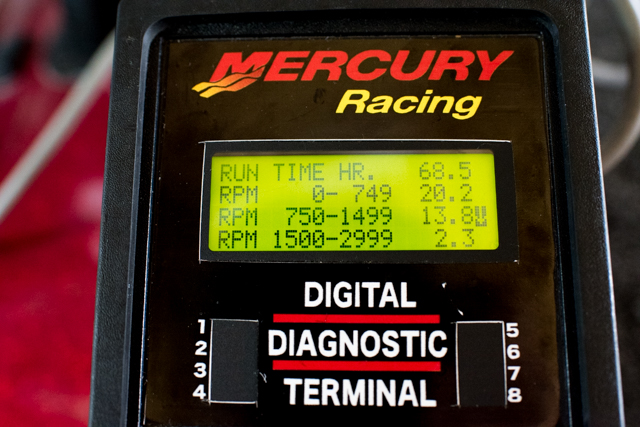 MERCURY
Racing
RUN TIME HR. 68.5
RPM 0- 749 20.2
RPM 750-1499 13.8
RPM 1500-2999 2.3
DIGITAL
DIAGNOSTIC
TERMINAL
1 5
2 6
3 7
4 8